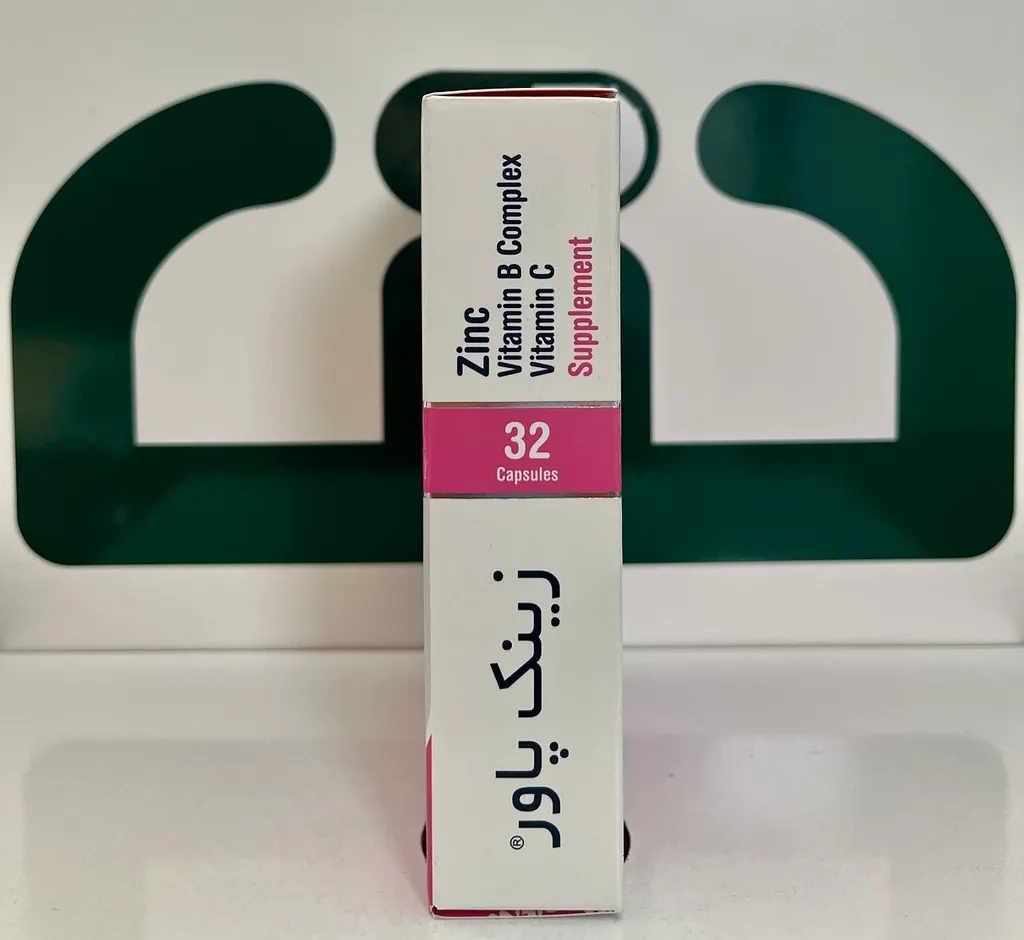 Zinc
Vitamin B Complex
Vitamin C
Supplement
32
Capsules
زینک پاور®